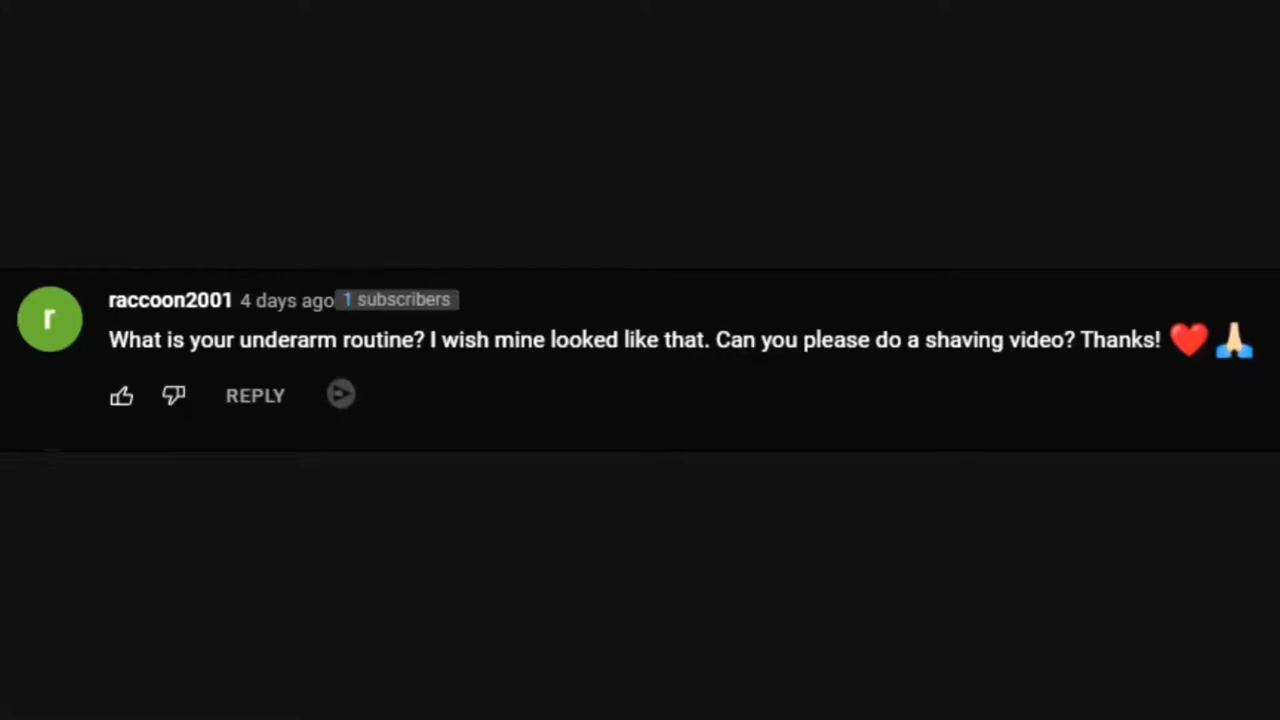 r
raccoon2001 4 days ago 1 subscribers
What is your underarm routine? I wish mine looked like that. Can you please do a shaving video? Thanks! ❤️🙏🏻
REPLY